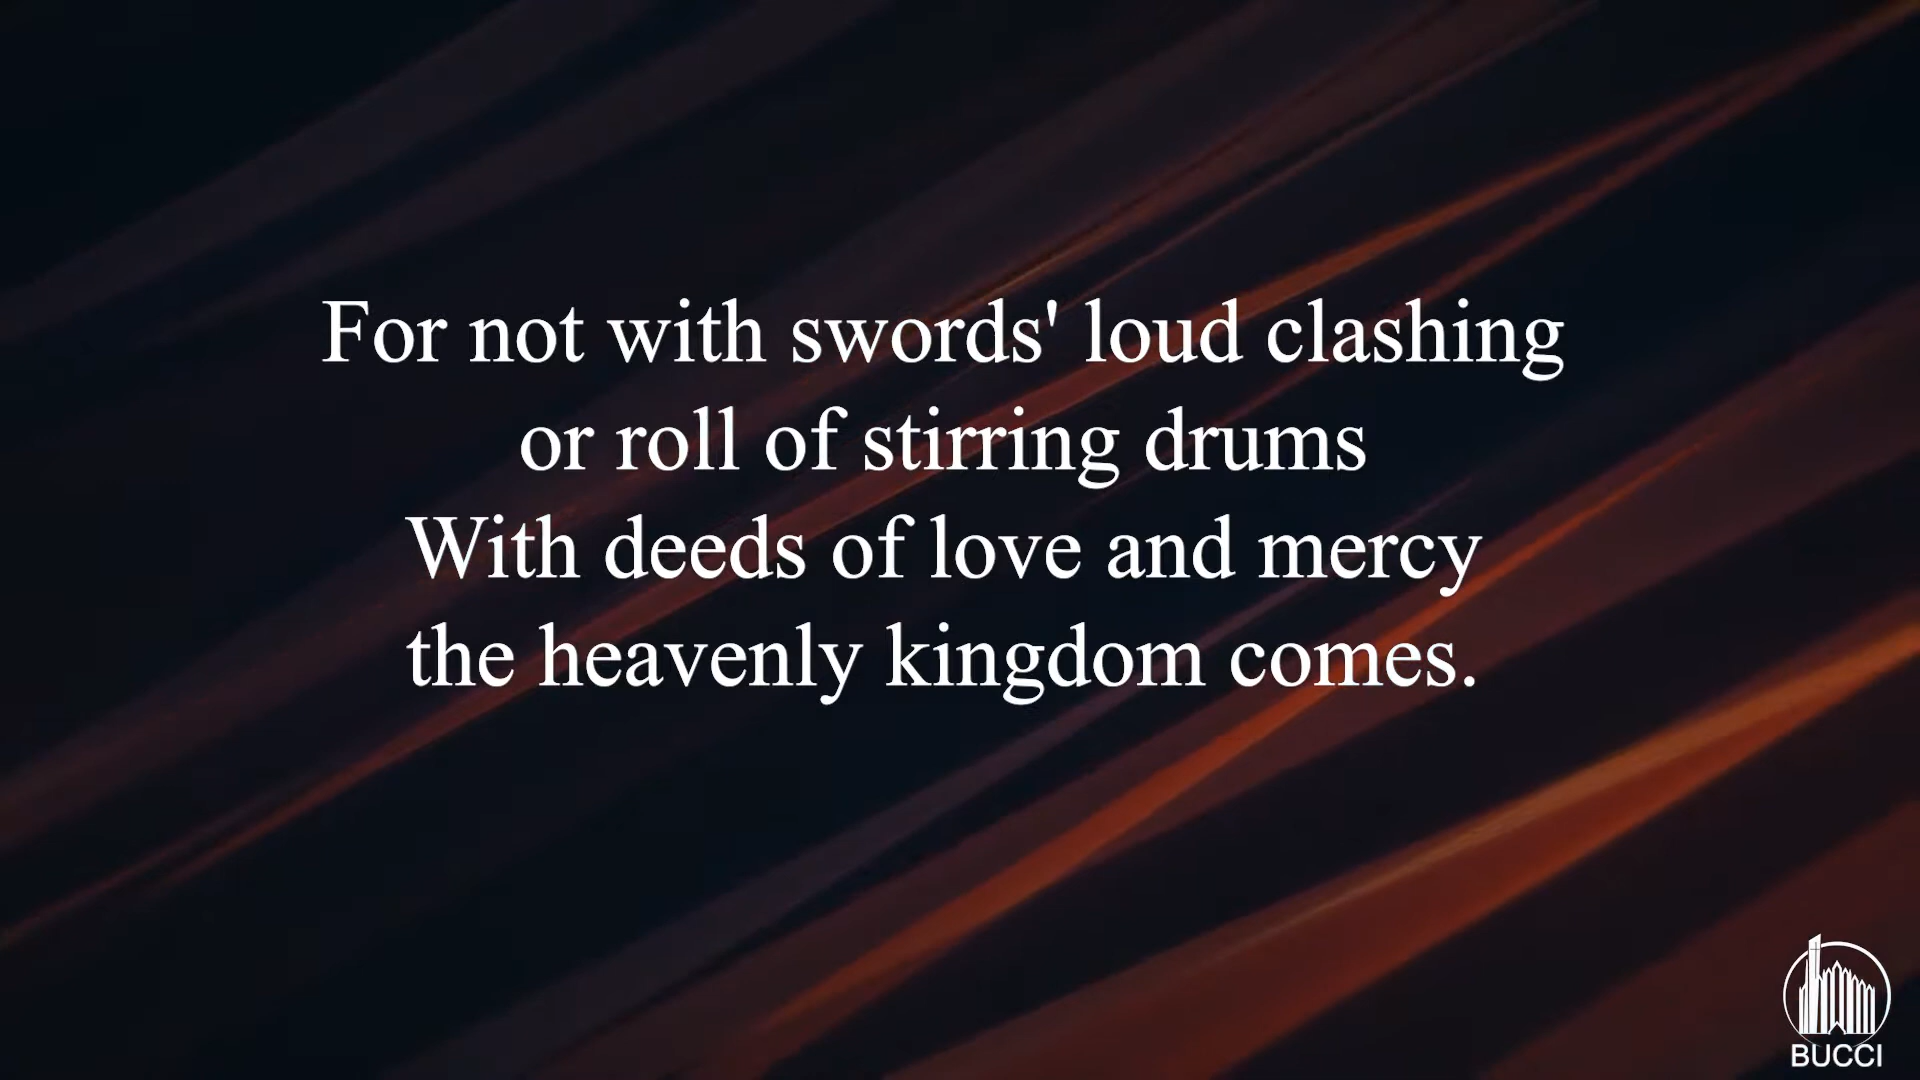 For not with swords' loud clashing
or roll of stirring drums
With deeds of love and mercy
the heavenly kingdom comes.
BUCCI